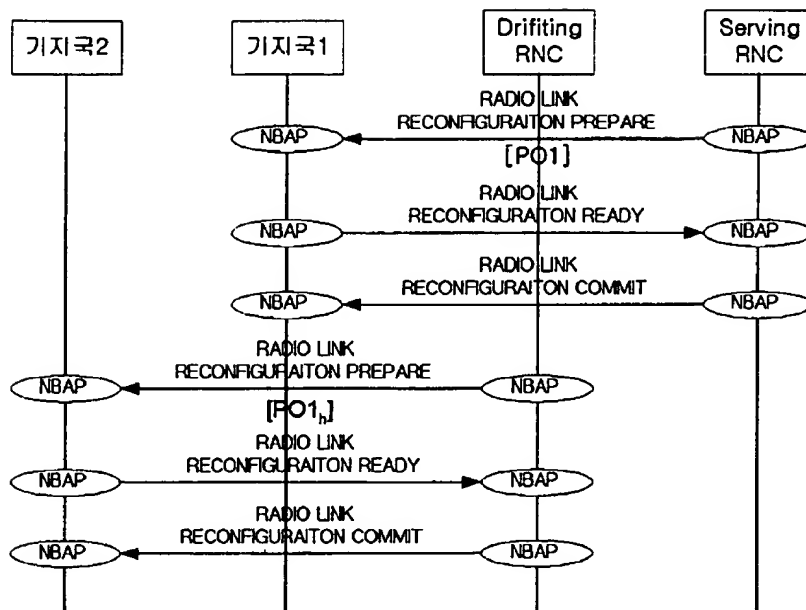 기지국2
기지국1
Drifiting
RNC
Serving
RNC
RADIO LINK
RECONFIGURAITON PREPARE
NBAP
NBAP
[PO1]
RADIO LINK
RECONFIGURAITON READY
NBAP
NBAP
RADIO LINK
RECONFIGURAITON COMMIT
NBAP
NBAP
RADIO LINK
RECONFIGURAITON PREPARE
NBAP
NBAP
[PO1h]
RADIO LINK
RECONFIGURAITON READY
NBAP
NBAP
RADIO LINK
RECONFIGURAITON COMMIT
NBAP
NBAP